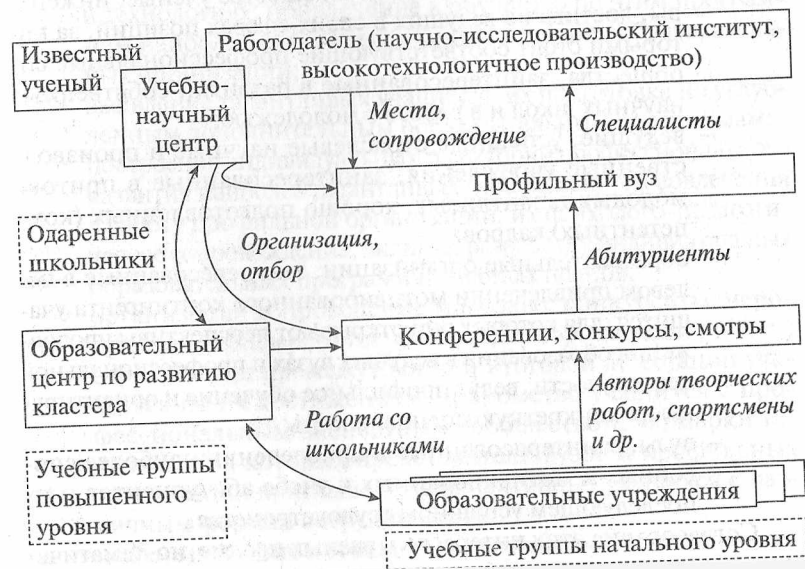 Известный
ученый
Учебно-
научный
центр
Работодатель (научно-исследовательский институт,
высокотехнологичное производство)
Места,
сопровождение
Специалисты
Профильный вуз
Одаренные
школьники
Организация,
отбор
Абитуриенты
Образовательный
центр по развитию
кластера
Конференции, конкурсы, смотры
Работа со
школьниками
Авторы творческих
работ, спортсмены
и др.
Учебные группы
повышенного
уровня
Образовательные учреждения
Учебные группы начального уровня